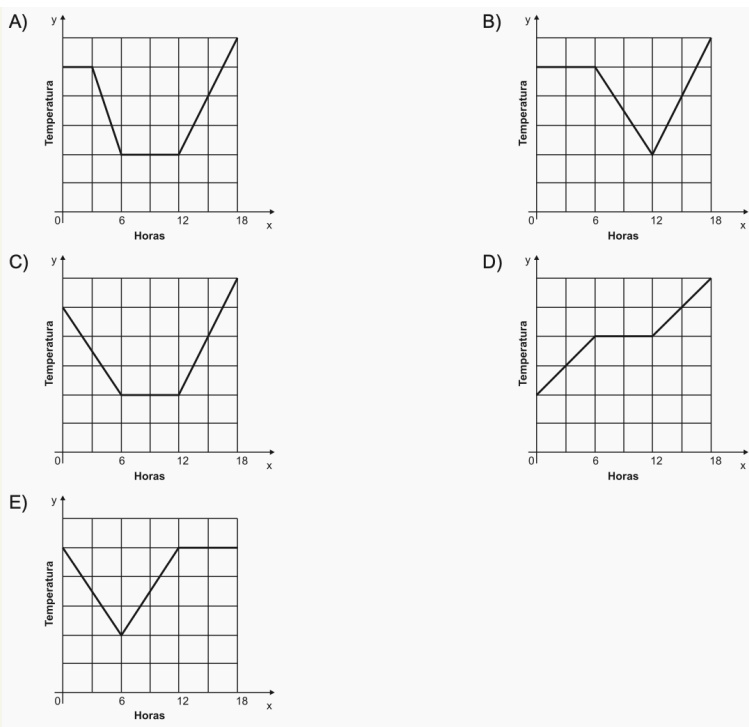 A)
y
Temperatura
0 6 12 18
x
Horas
B)
y
Temperatura
0 6 12 18
x
Horas
C)
y
Temperatura
0 6 12 18
x
Horas
D)
y
Temperatura
0 6 12 18
x
Horas
E)
y
Temperatura
0 6 12 18
x
Horas